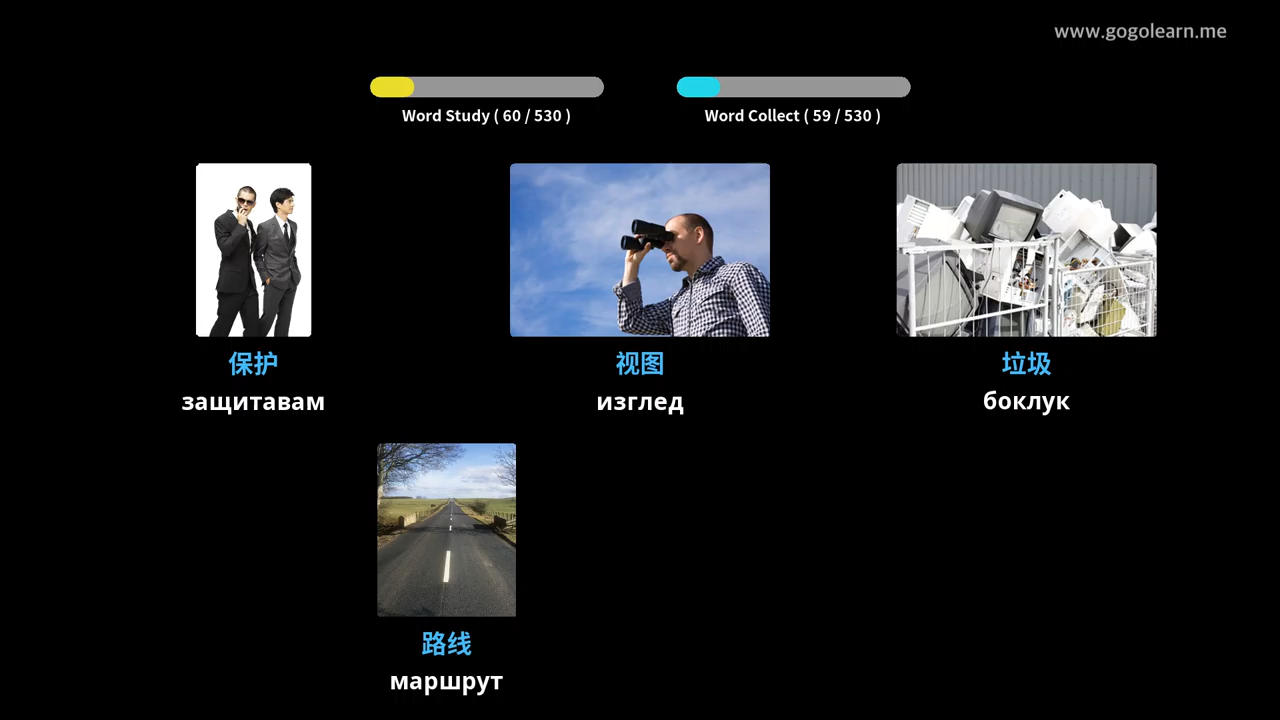 www.gogolearn.me
Word Study ( 60 / 530 )
Word Collect ( 59 / 530 )
保护
защитавам
视图
изглед
垃圾
боклук
路线
маршрут